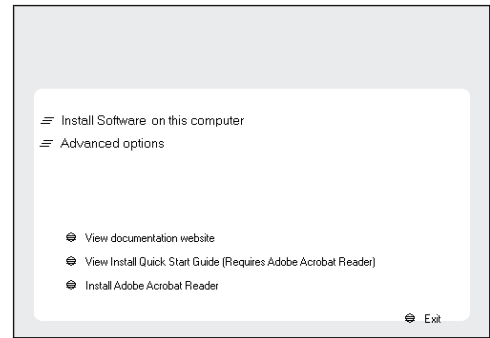 Install Software on this computer
Advanced options
View documentation website
View Install Quick Start Guide (Requires Adobe Acrobat Reader)
Install Adobe Acrobat Reader
Exit